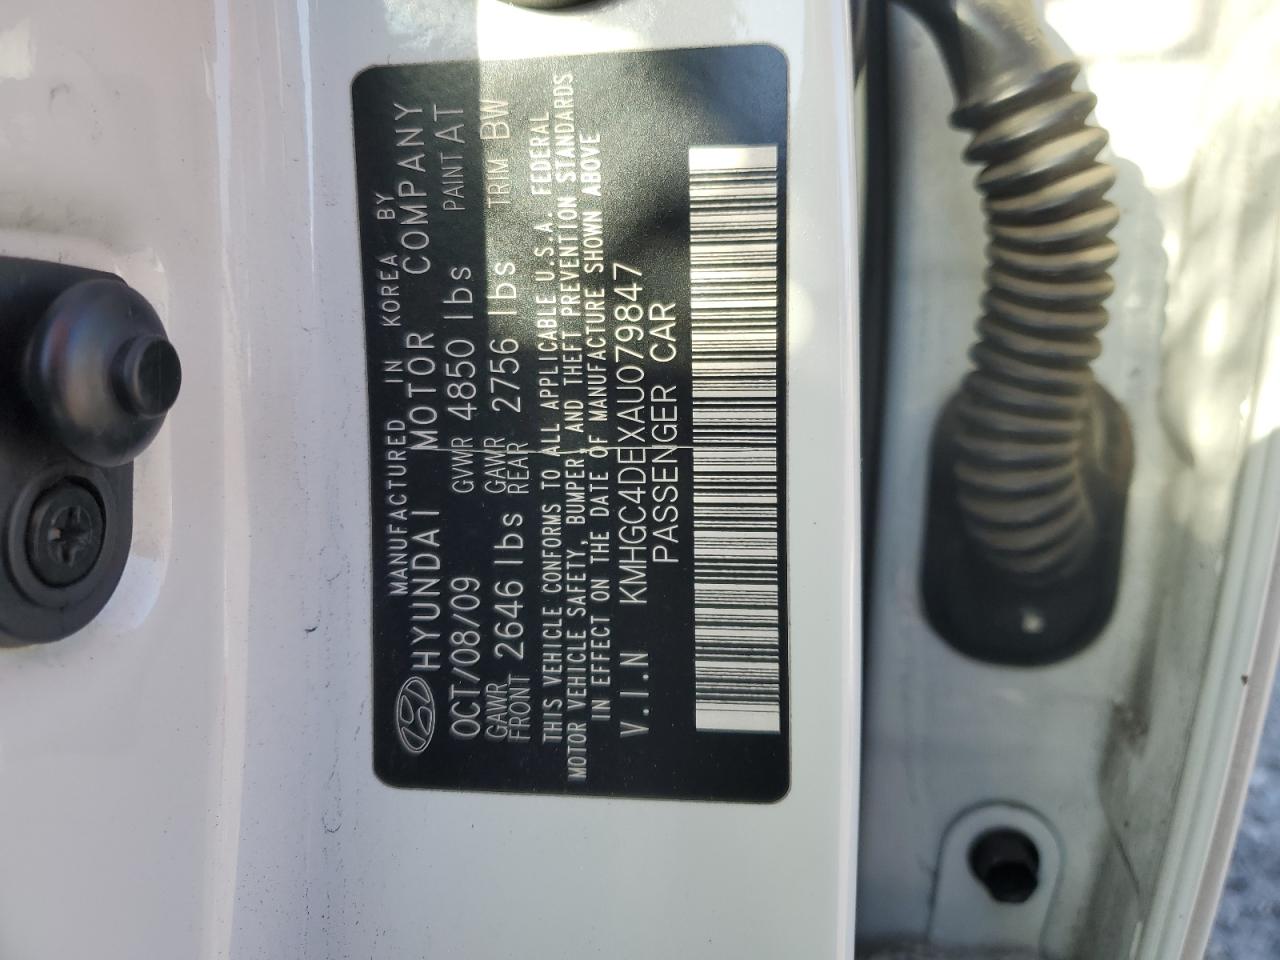 MANUFACTURED IN KOREA BY
HYUNDAI MOTOR COMPANY
OCT/08/09 GVWR 4850 lbs PAINT AT
GAWR FRONT 2646 lbs GAWR REAR 2756 lbs TRIM BW
THIS VEHICLE CONFORMS TO ALL APPLICABLE U.S.A. FEDERAL
MOTOR VEHICLE SAFETY, BUMPER, AND THEFT PREVENTION STANDARDS
IN EFFECT ON THE DATE OF MANUFACTURE SHOWN ABOVE
V.I.N KMHGC4DEXAU079847
PASSENGER CAR